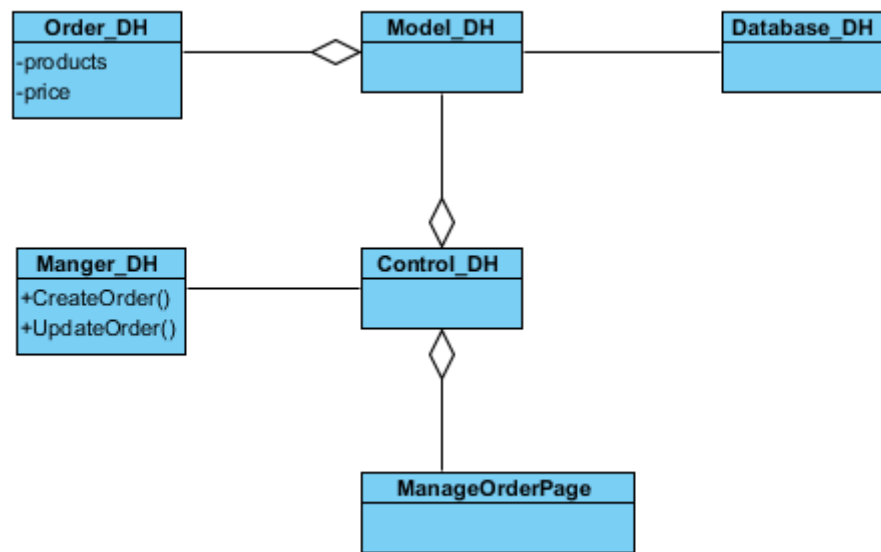 Order_DH
-products
-price
Model_DH
Database_DH
Manger_DH
+CreateOrder()
+UpdateOrder()
Control_DH
ManageOrderPage